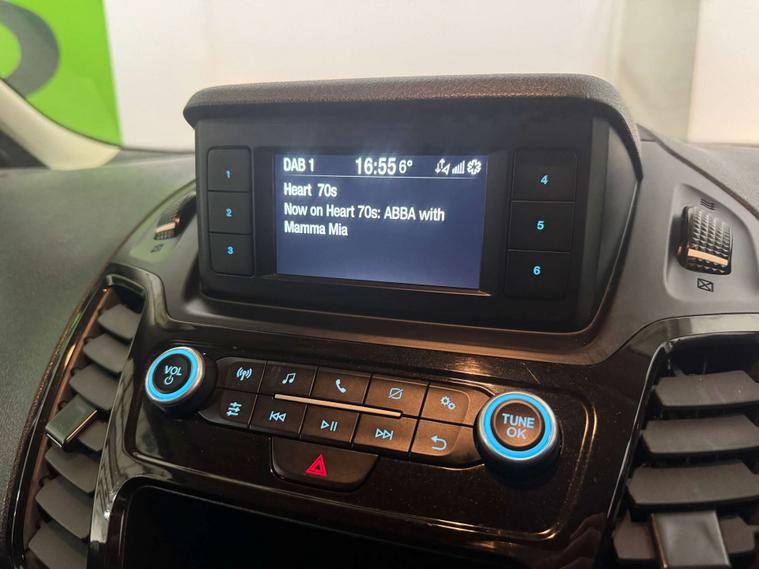 DAB 1 16:55 6°
Heart 70s
Now on Heart 70s: ABBA with
Mamma Mia
1
2
3
4
5
6
VOL
TUNE
OK